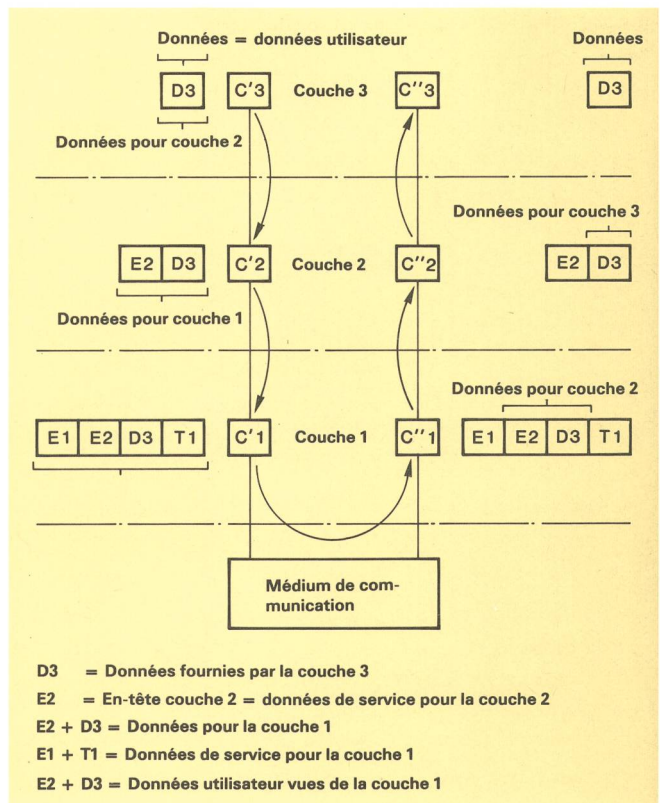 Données = données utilisateur
Données
D3 C'3 Couche 3 C''3 D3
Données pour couche 2
Données pour couche 3
E2 D3 C'2 Couche 2 C''2 E2 D3
Données pour couche 1
Données pour couche 2
E1 E2 D3 T1 C'1 Couche 1 C''1 E1 E2 D3 T1
Médium de com-
munication
D3 = Données fournies par la couche 3
E2 = En-tête couche 2 = données de service pour la couche 2
E2 + D3 = Données pour la couche 1
E1 + T1 = Données de service pour la couche 1
E2 + D3 = Données utilisateur vues de la couche 1